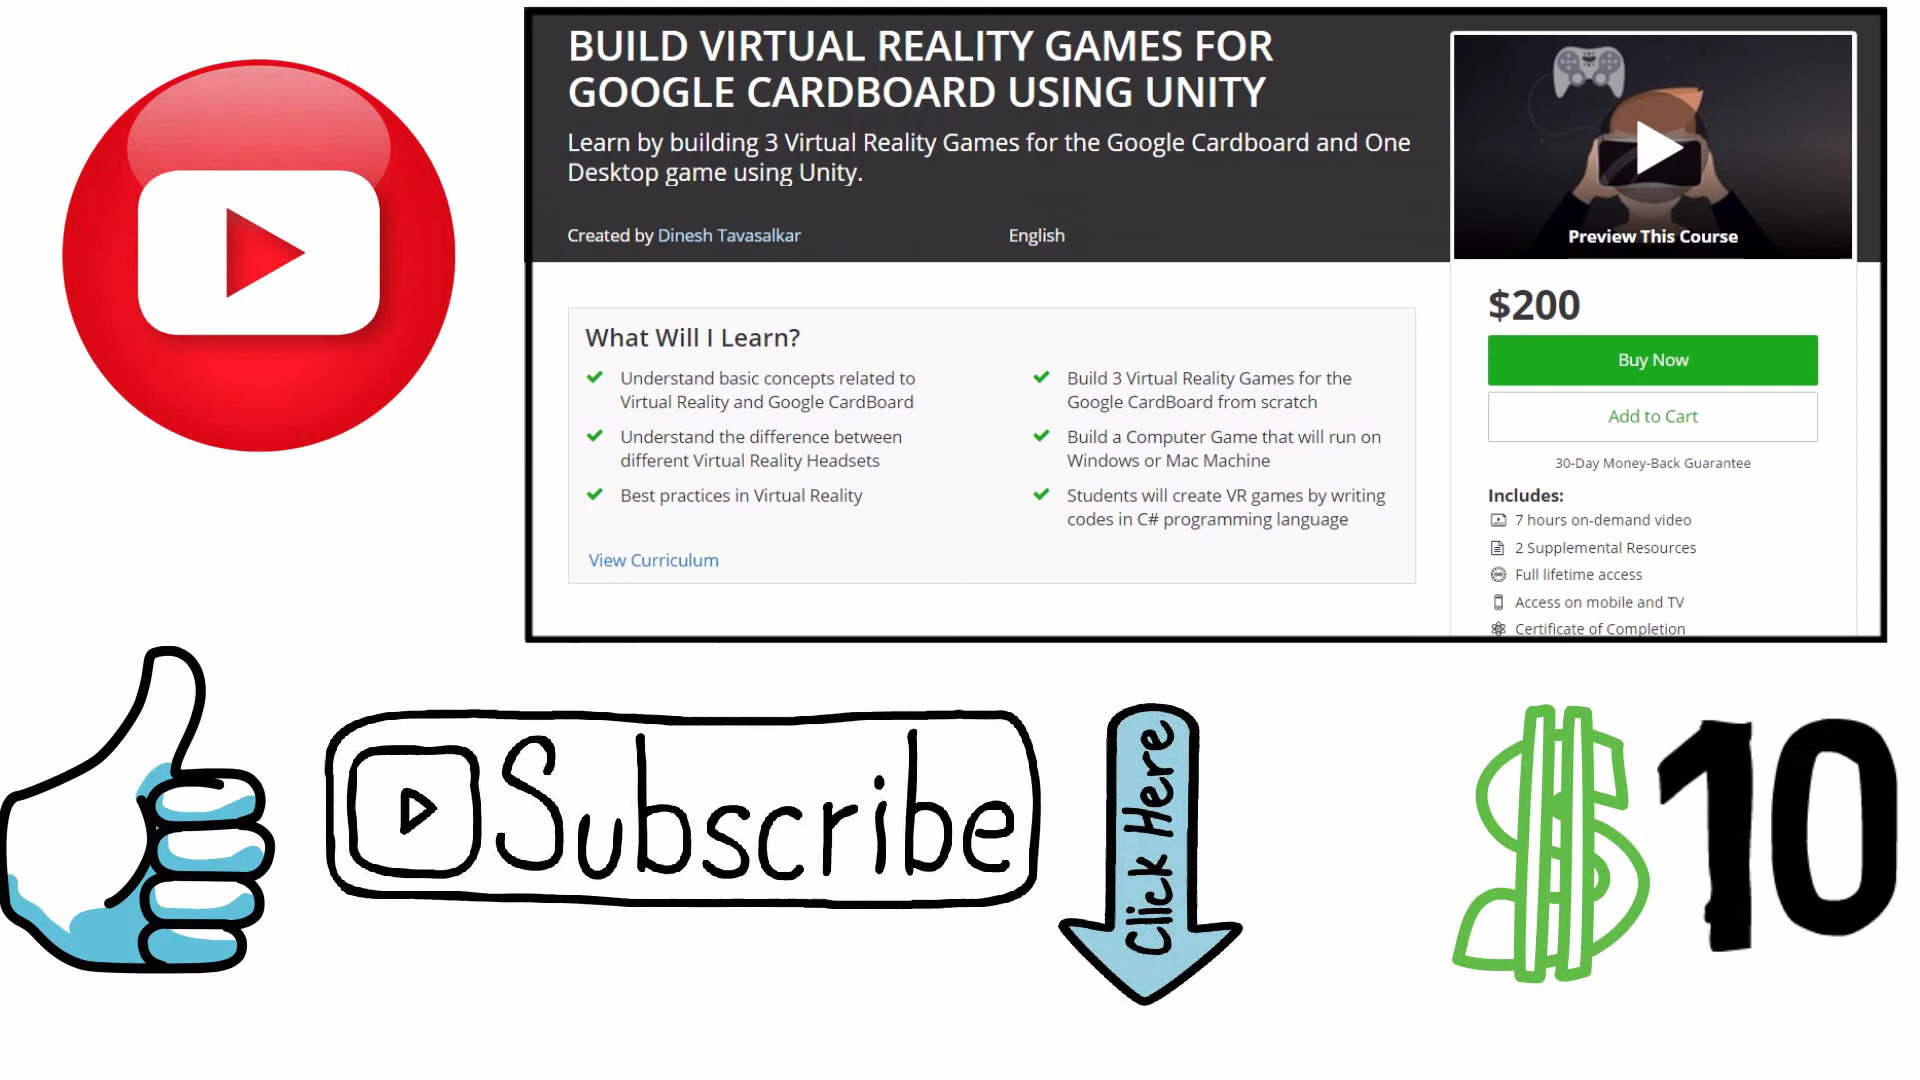 BUILD VIRTUAL REALITY GAMES FOR
GOOGLE CARDBOARD USING UNITY
Learn by building 3 Virtual Reality Games for the Google Cardboard and One
Desktop game using Unity.
Created by Dinesh Tavasalkar
English
Preview This Course
$200
Buy Now
Add to Cart
30-Day Money-Back Guarantee
Includes:
7 hours on-demand video
2 Supplemental Resources
Full lifetime access
Access on mobile and TV
Certificate of Completion
What Will I Learn?
Understand basic concepts related to
Virtual Reality and Google CardBoard
Understand the difference between
different Virtual Reality Headsets
Best practices in Virtual Reality
Build 3 Virtual Reality Games for the
Google CardBoard from scratch
Build a Computer Game that will run on
Windows or Mac Machine
Students will create VR games by writing
codes in C# programming language
View Curriculum
Subscribe
Click Here
$10